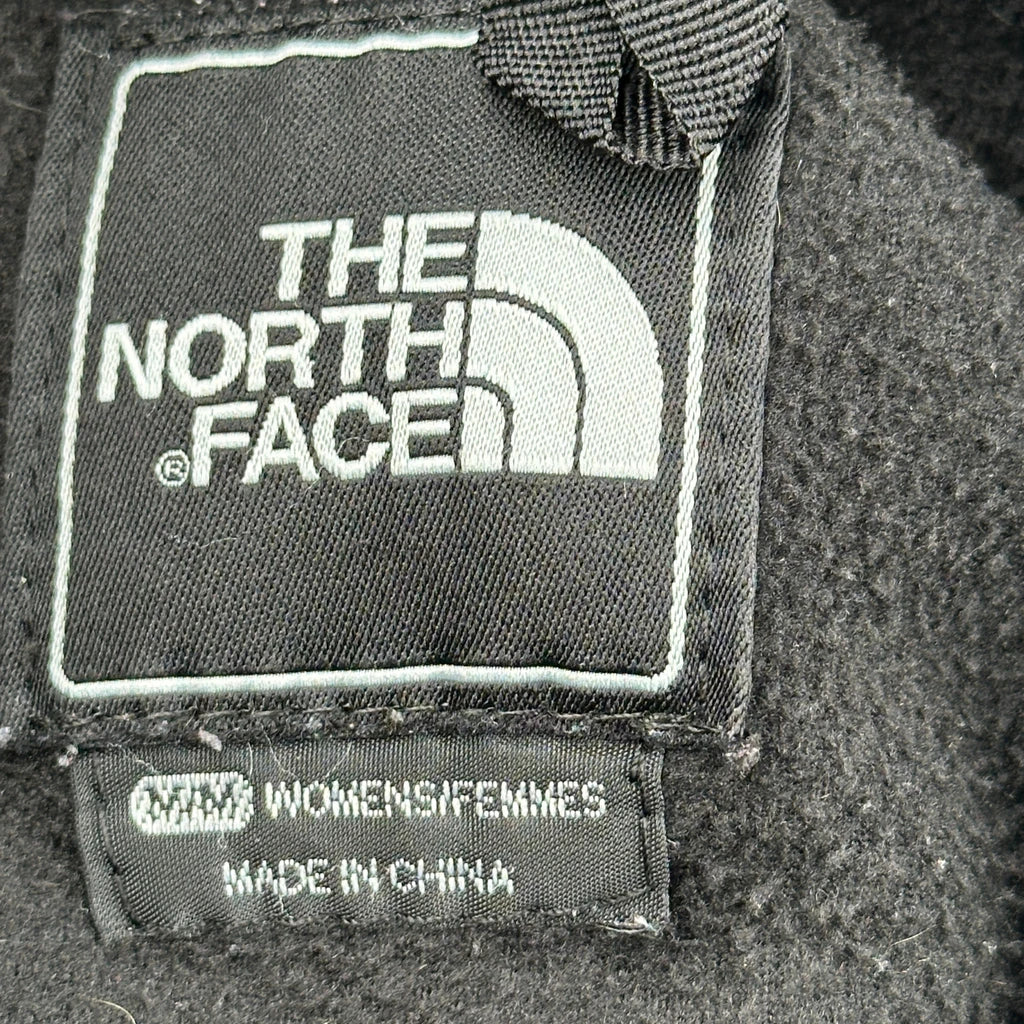 THE
NORTH
FACE
®
M/M WOMENS/FEMMES
MADE IN CHINA